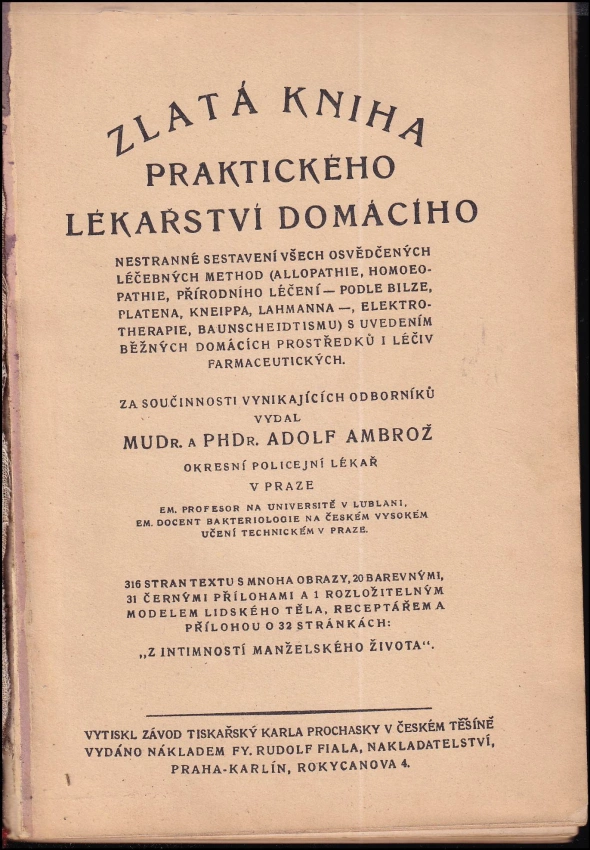 ZLATÁ KNIHA
PRAKTICKÉHO
LÉKAŘSTVÍ DOMÁCÍHO
NESTRANNÉ SESTAVENÍ VŠECH OSVĚDČENÝCH
LÉČEBNÝCH METHOD (ALLOPATHIE, HOMOEO-
PATHIE, PŘÍRODNÍHO LÉČENÍ — PODLE BILZE,
PLATENA, KNEIPPA, LAHMANNA —, ELEKTRO-
THERAPIE, BAUNSCHEIDTISMU) S UVEDENÍM
BĚŽNÝCH DOMÁCÍCH PROSTŘEDKŮ I LÉČIV
FARMACEUTICKÝCH.
ZA SOUČINNOSTI VYNIKAJÍCÍCH ODBORNÍKŮ
VYDAL
MUDR. A PHDR. ADOLF AMBROŽ
OKRESNÍ POLICEJNÍ LÉKAŘ
V PRAZE
EM. PROFESOR NA UNIVERSITĚ V LUBLANI,
EM. DOCENT BAKTERIOLOGIE NA ČESKÉM VYSOKÉM
UČENÍ TECHNICKÉM V PRAZE.
316 STRAN TEXTU S MNOHA OBRAZY, 20 BAREVNÝMI,
31 ČERNÝMI PŘÍLOHAMI A 1 ROZLOŽITELNÝM
MODELEM LIDSKÉHO TĚLA, RECEPTÁŘEM A
PŘÍLOHOU O 32 STRÁNKÁCH:
„Z INTIMNOSTÍ MANŽELSKÉHO ŽIVOTA“.
VYTISKL ZÁVOD TISKAŘSKÝ KARLA PROCHASKY V ČESKÉM TĚŠÍNĚ
VYDÁNO NÁKLADEM FY. RUDOLF FIALA, NAKLADATELSTVÍ,
PRAHA-KARLÍN, ROKYCANOVA 4.